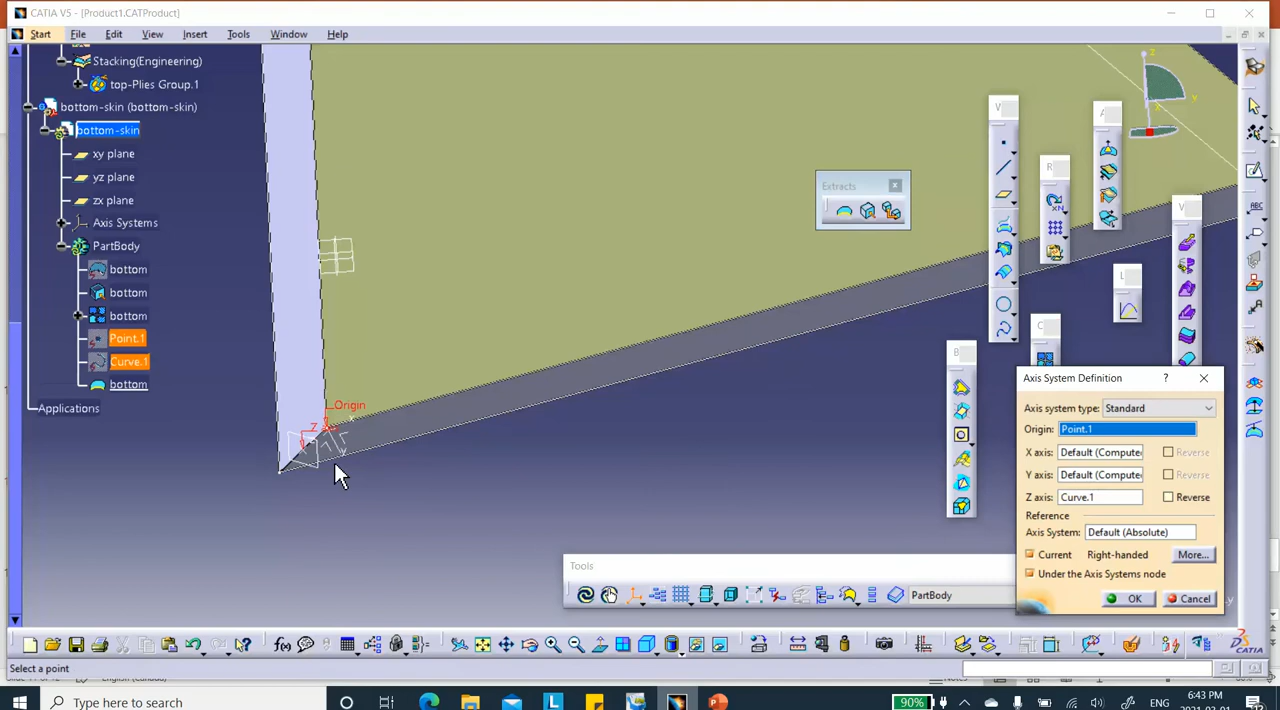 CATIA V5 - [Product1.CATProduct]
Start File Edit View Insert Tools Window Help
Stacking(Engineering)
top-Plies Group.1
bottom-skin (bottom-skin)
bottom-skin
xy plane
yz plane
zx plane
Axis Systems
PartBody
bottom
bottom
bottom
Point.1
Curve.1
bottom
Applications
Origin
Z
x
z
y
x
Extracts
V
A
R
V
L
C
B
Axis System Definition ?
Axis system type: Standard
Origin: Point.1
X axis: Default (Compute Reverse
Y axis: Default (Compute Reverse
Z axis: Curve.1 Reverse
Reference
Axis System: Default (Absolute)
Current Right-handed More...
Under the Axis Systems node
OK Cancel
Tools
PartBody
Select a point
English (Canada)
Notes
Type here to search
90%
ENG
6:43 PM